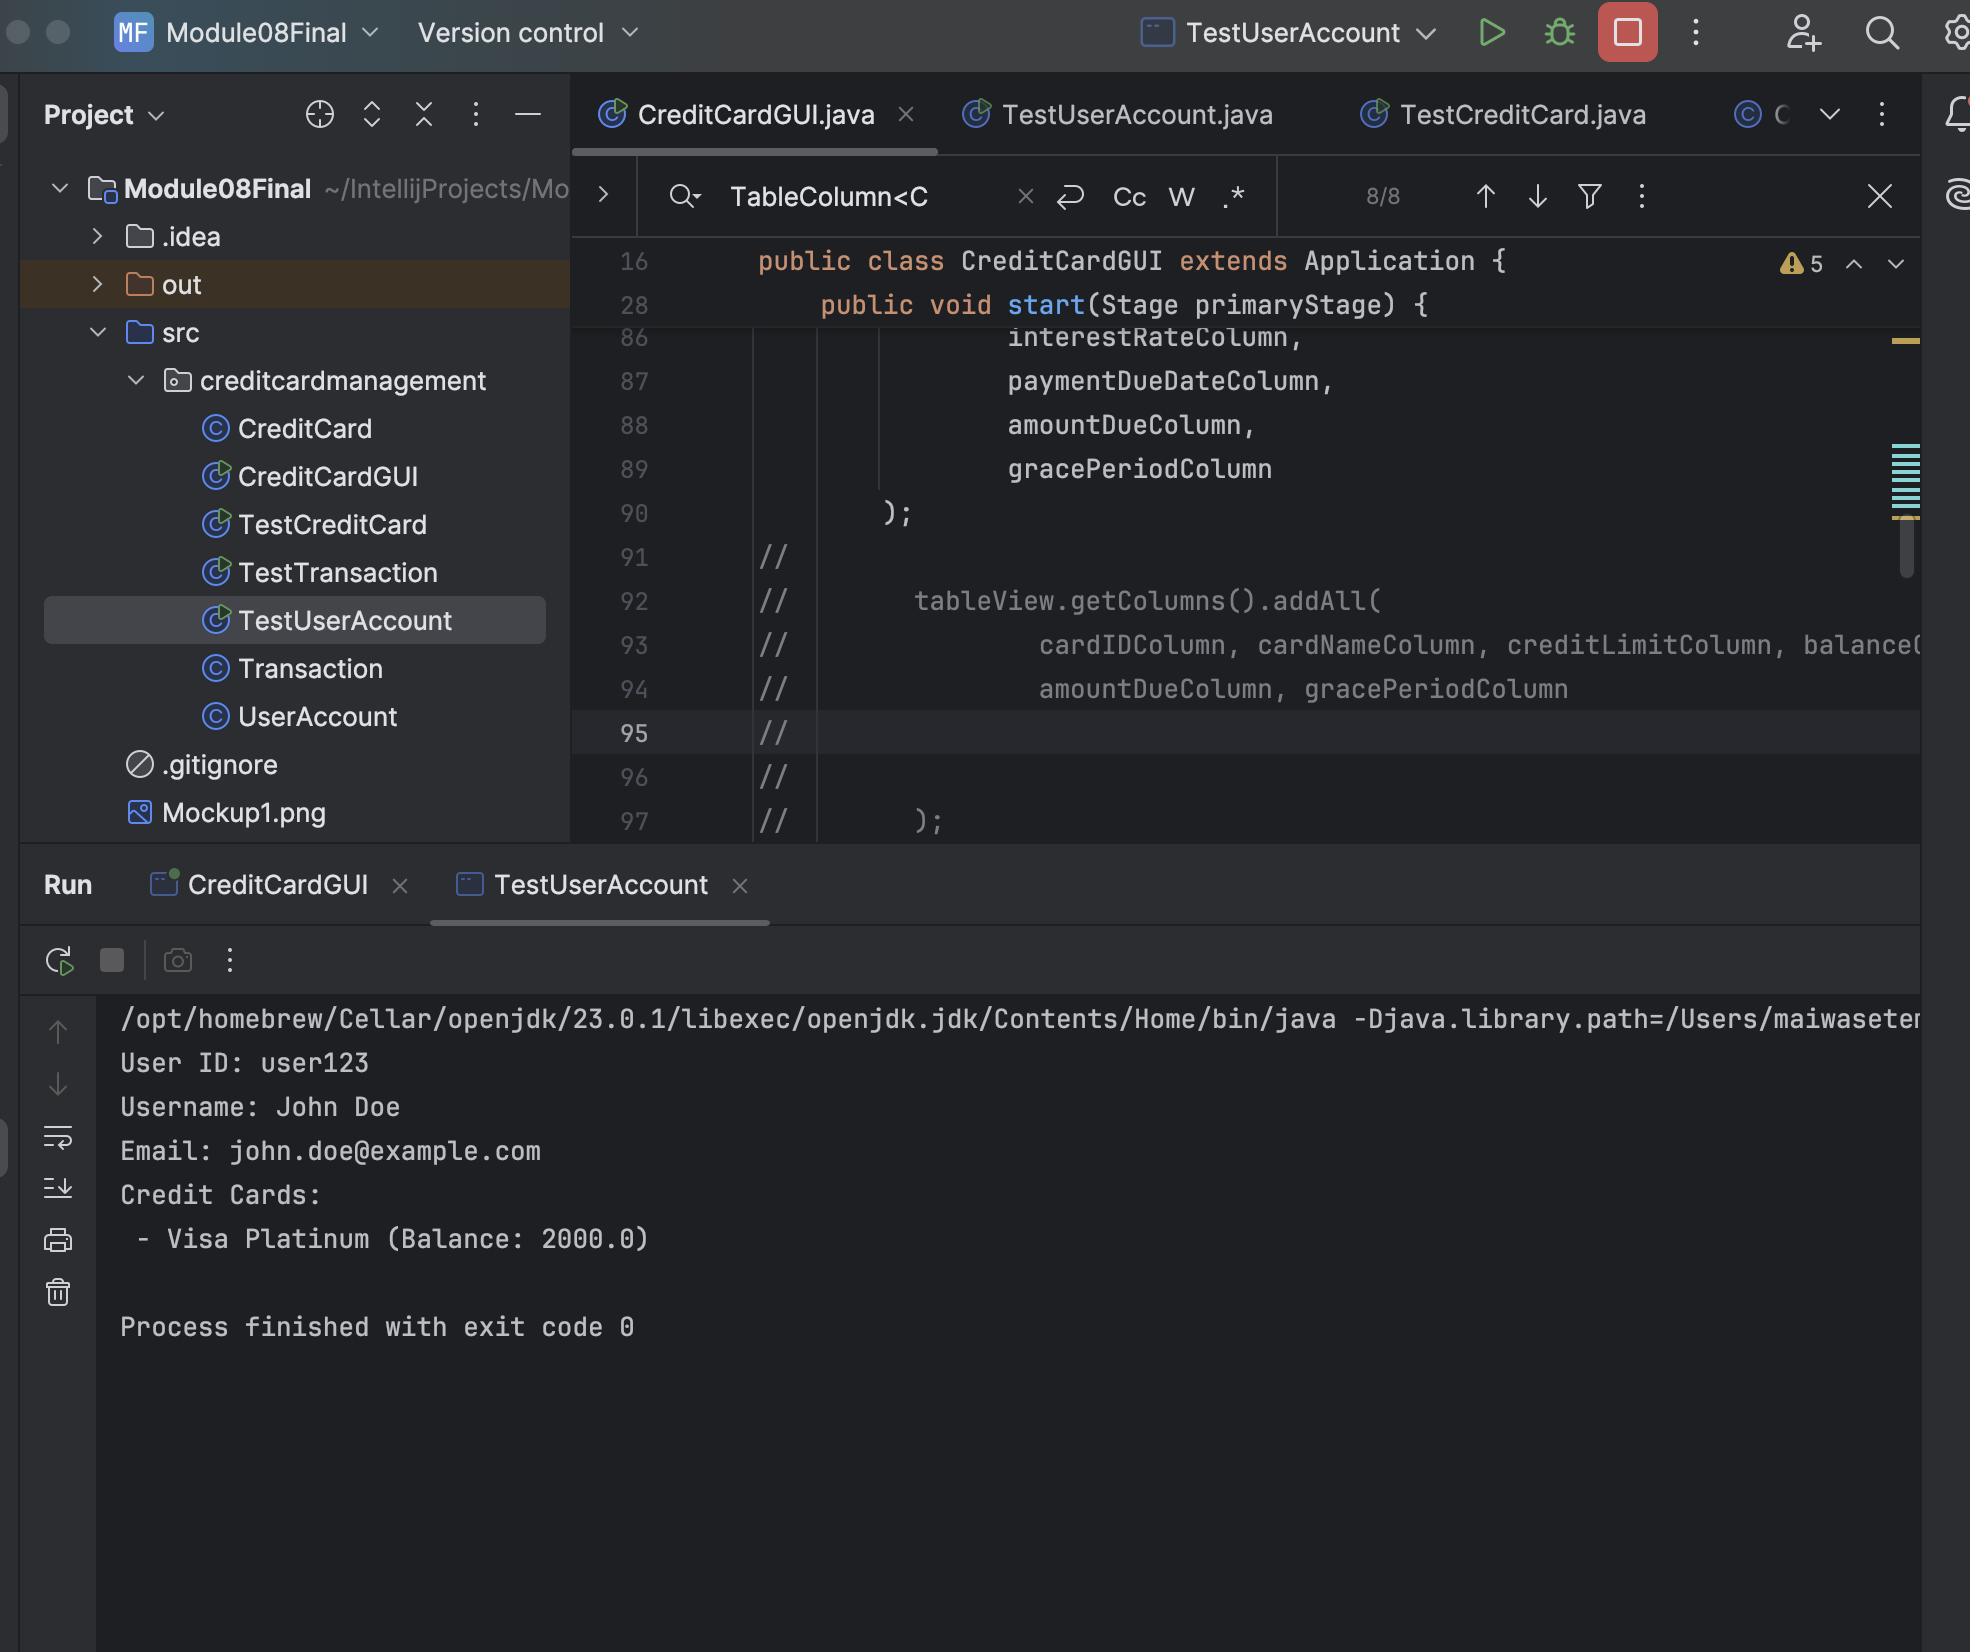 MF Module08Final Version control TestUserAccount
Project
CreditCardGUI.java TestUserAccount.java TestCreditCard.java
Module08Final ~/IntellijProjects/Mo
.idea
out
src
creditcardmanagement
CreditCard
CreditCardGUI
TestCreditCard
TestTransaction
TestUserAccount
Transaction
UserAccount
.gitignore
Mockup1.png
TableColumn<C Cc W .* 8/8
16 public class CreditCardGUI extends Application { 5
28 public void start(Stage primaryStage) {
86 interestRateColumn,
87 paymentDueDateColumn,
88 amountDueColumn,
89 gracePeriodColumn
90 );
91 //
92 // tableView.getColumns().addAll(
93 // cardIDColumn, cardNameColumn, creditLimitColumn, balance
94 // amountDueColumn, gracePeriodColumn
95 //
96 //
97 // );
Run CreditCardGUI TestUserAccount
/opt/homebrew/Cellar/openjdk/23.0.1/libexec/openjdk.jdk/Contents/Home/bin/java -Djava.library.path=/Users/maiwaseten
User ID: user123
Username: John Doe
Email: john.doe@example.com
Credit Cards:
- Visa Platinum (Balance: 2000.0)
Process finished with exit code 0